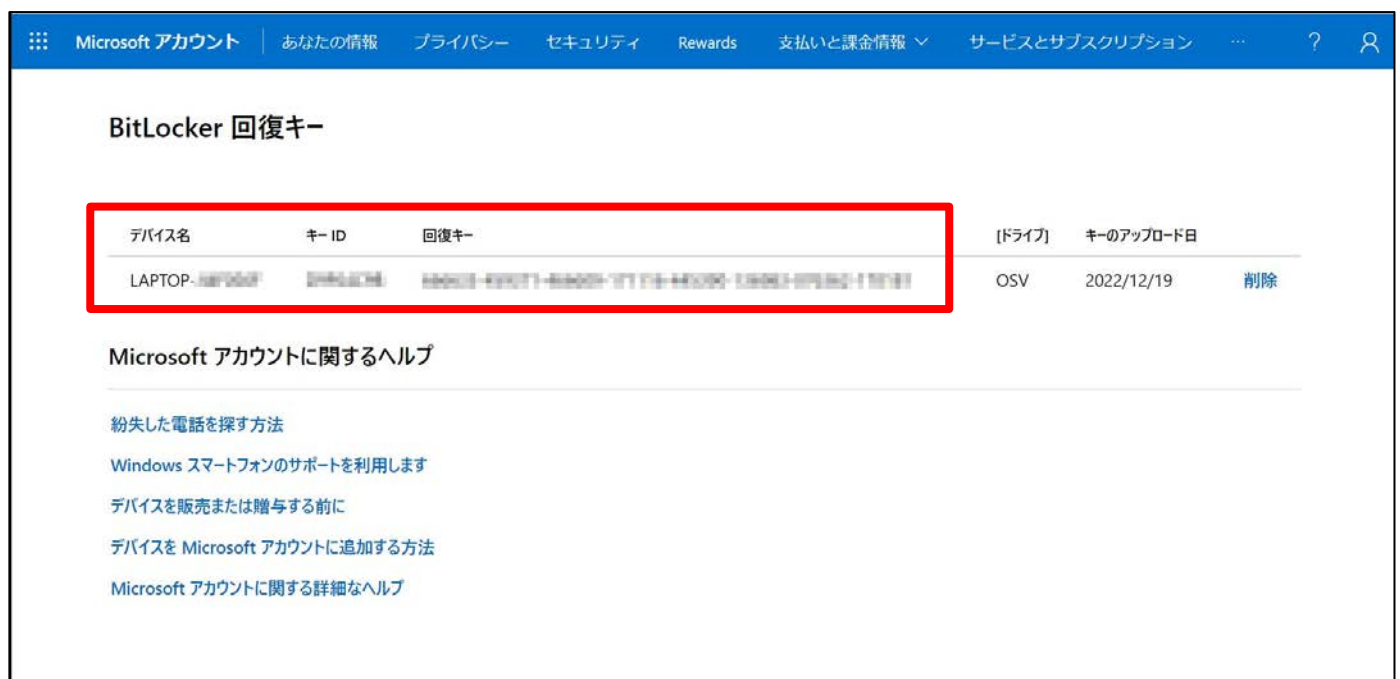 Microsoft アカウント あなたの情報 プライバシー セキュリティ Rewards 支払いと課金情報 サービスとサブスクリプション … ?
BitLocker 回復キー
デバイス名 キー ID 回復キー [ドライブ] キーのアップロード日
LAPTOP- OSV 2022/12/19 削除
Microsoft アカウントに関するヘルプ
紛失した電話を探す方法
Windows スマートフォンのサポートを利用します
デバイスを販売または贈与する前に
デバイスを Microsoft アカウントに追加する方法
Microsoft アカウントに関する詳細なヘルプ